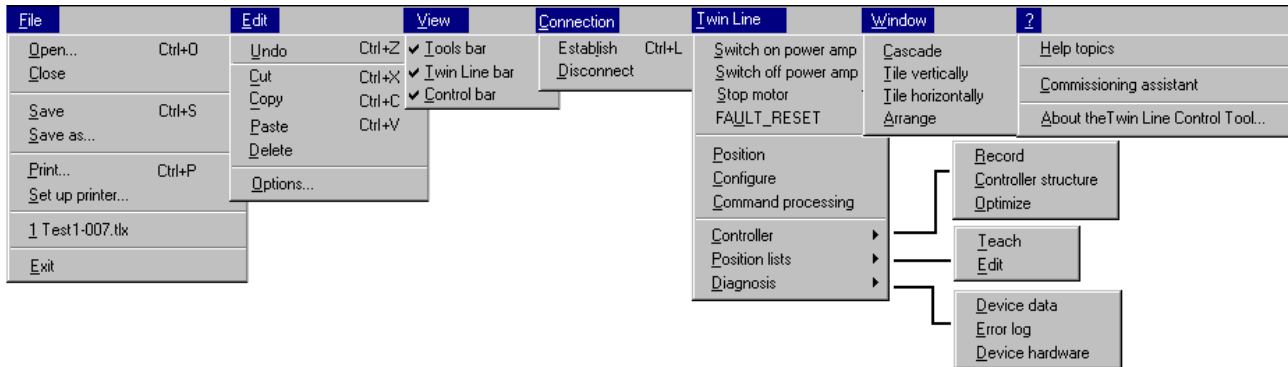 File
Open... Ctrl+O
Close
Save Ctrl+S
Save as...
Print... Ctrl+P
Set up printer...
1 Test1-007.tlx
Exit
Edit
Undo Ctrl+Z
Cut Ctrl+X
Copy Ctrl+C
Paste Ctrl+V
Delete
Options...
View
Tools bar
Twin Line bar
Control bar
Connection
Establish Ctrl+L
Disconnect
Twin Line
Switch on power amp
Switch off power amp
Stop motor
FAULT_RESET
Position
Configure
Command processing
Controller
Position lists
Diagnosis
Window
Cascade
Tile vertically
Tile horizontally
Arrange
?
Help topics
Commissioning assistant
About theTwin Line Control Tool...
Record
Controller structure
Optimize
Teach
Edit
Device data
Error log
Device hardware